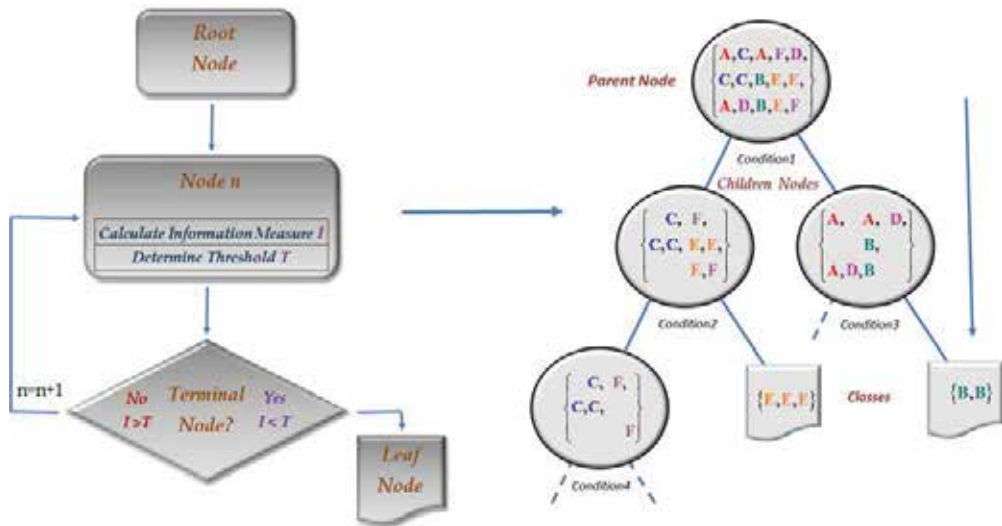 Root
Node
Node n
Calculate Information Measure I
Determine Threshold T
n=n+1
No
I >T
Terminal
Node?
Yes
I < T
Leaf
Node
Parent Node
A,C,A,F,D,
C,C,B,E,E,
A,D,B,E,F
Condition1
Children Nodes
C, F,
C,C, E,E,
E,F
A, A, D,
B,
A,D,B
Condition2
Condition3
C, F,
C,C,
F
{E,E,E}
Classes
{B,B}
Condition4